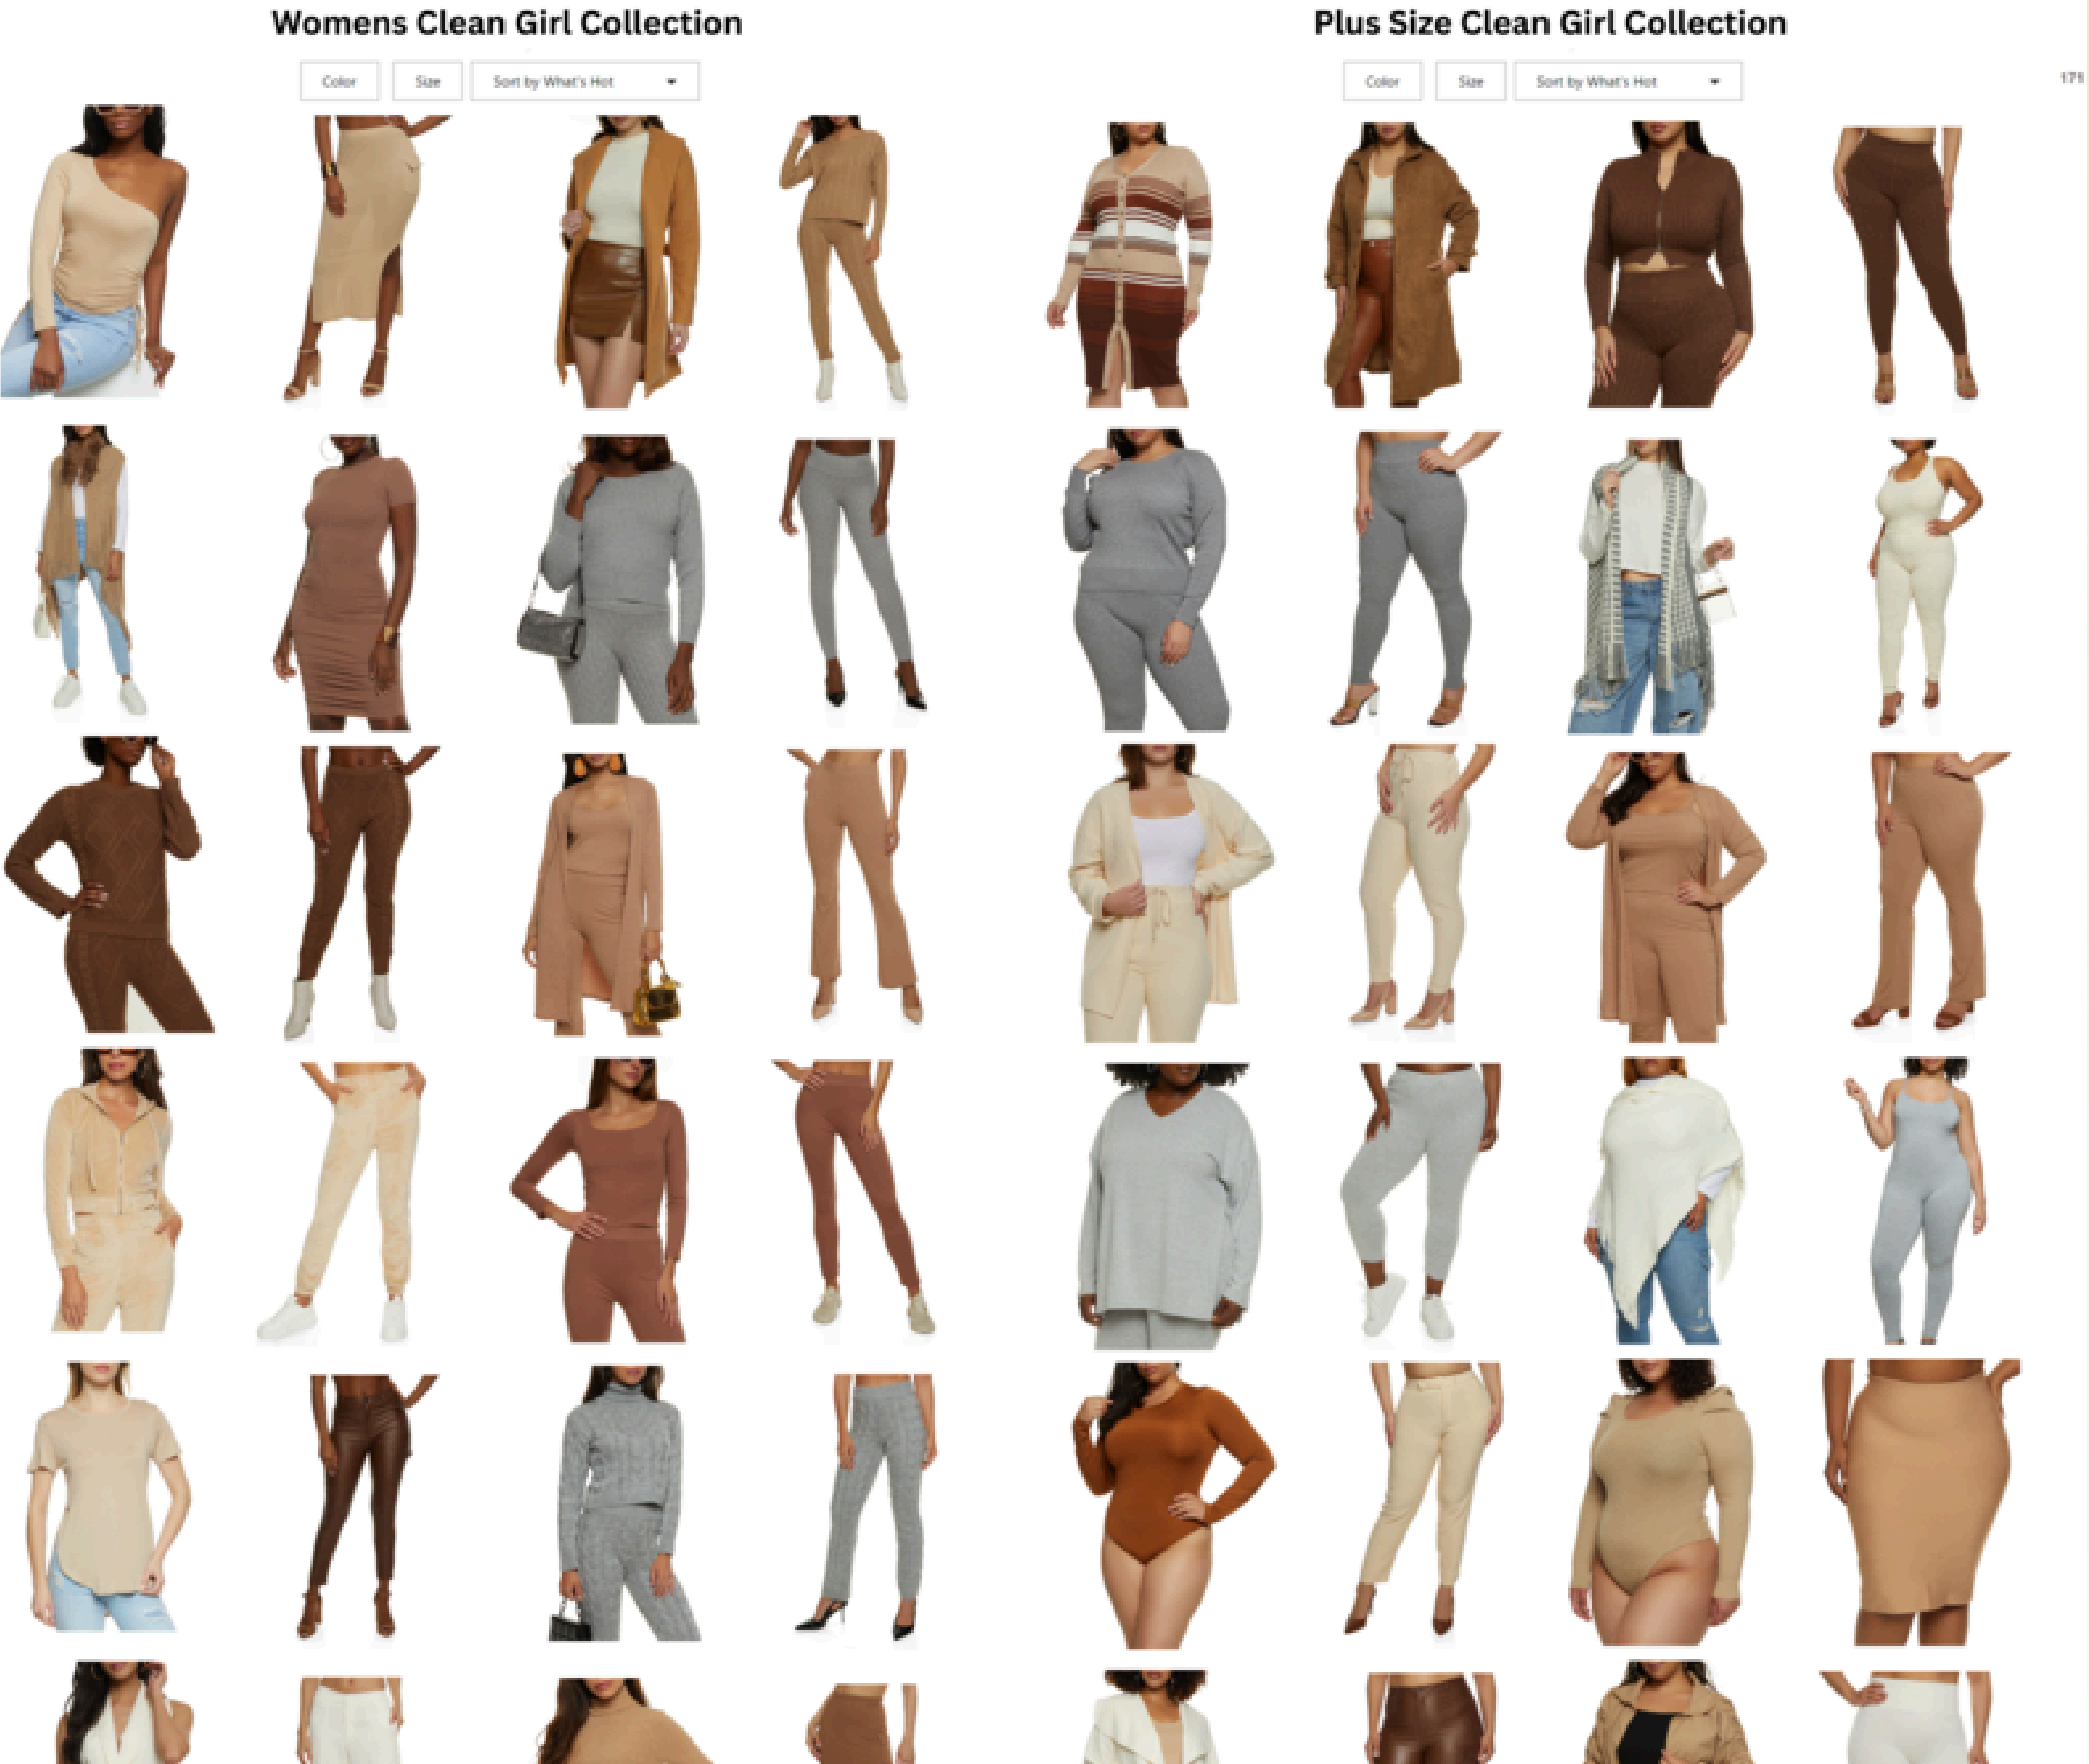 Womens Clean Girl Collection
Color Size Sort by What's Hot
Plus Size Clean Girl Collection
Color Size Sort by What's Hot
171